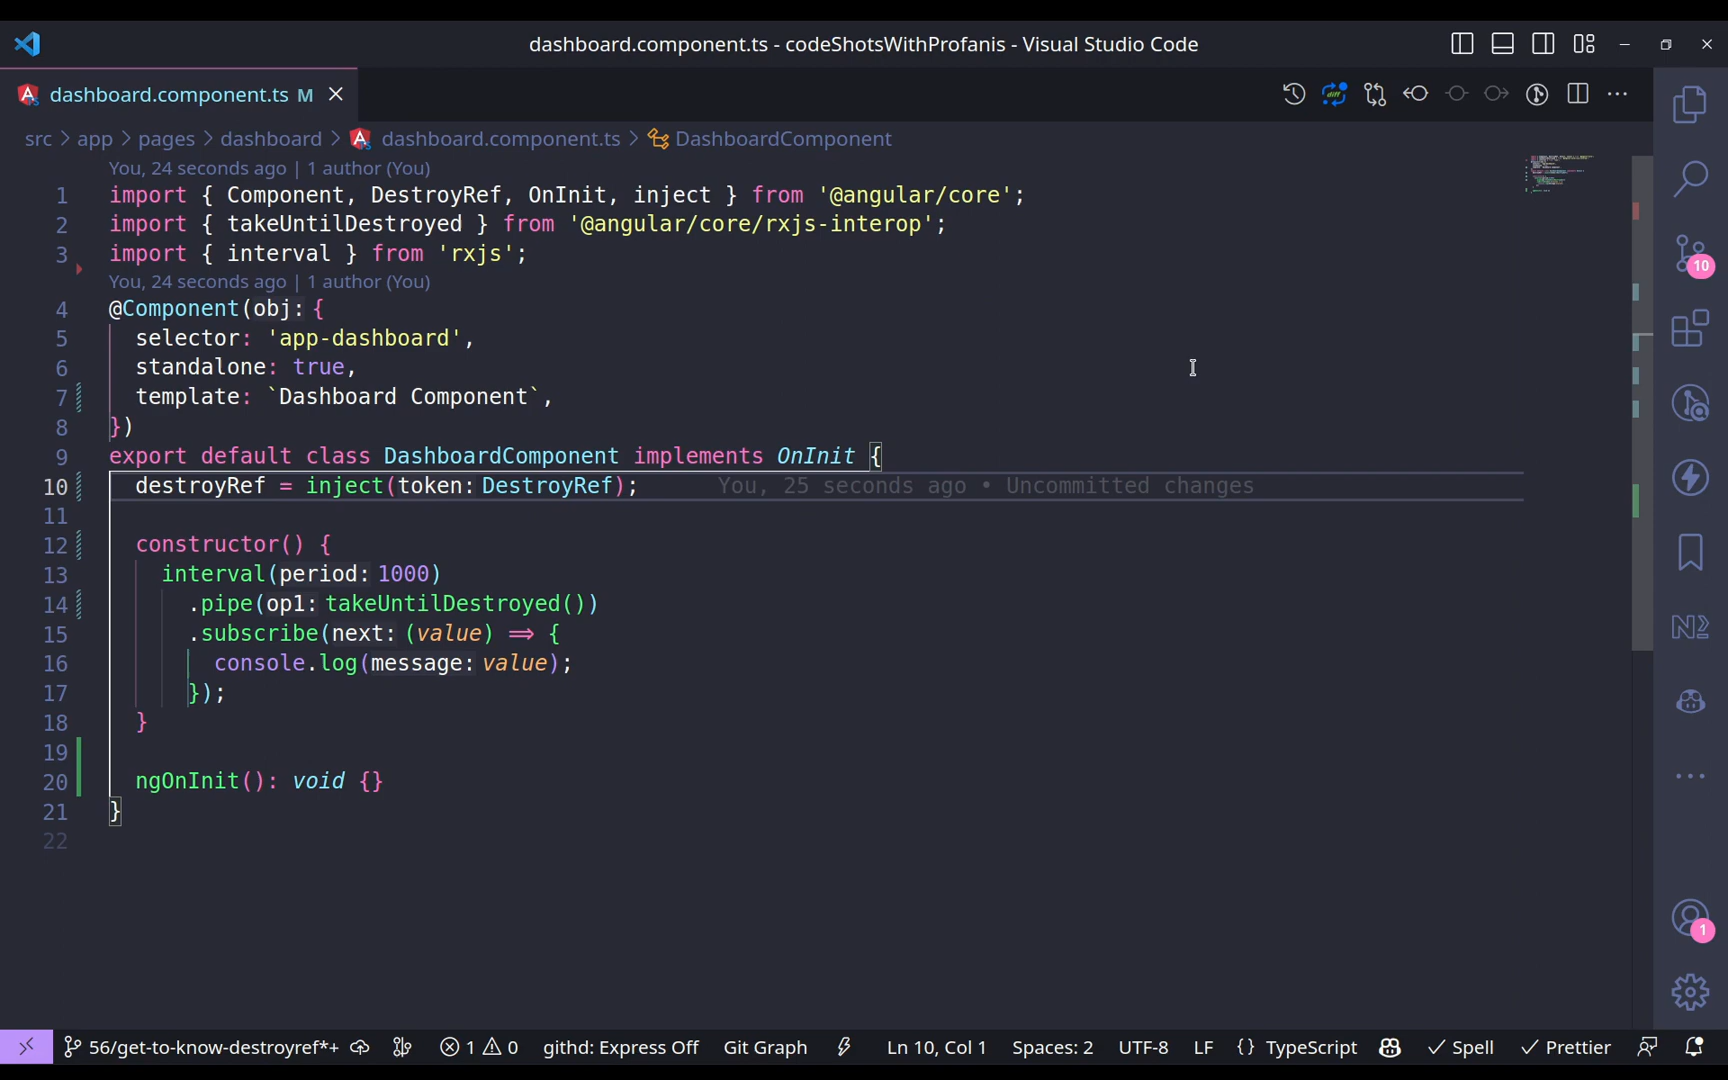 dashboard.component.ts - codeShotsWithProfanis - Visual Studio Code
dashboard.component.ts M
src > app > pages > dashboard > dashboard.component.ts > DashboardComponent
You, 24 seconds ago | 1 author (You)
1 import { Component, DestroyRef, OnInit, inject } from '@angular/core';
2 import { takeUntilDestroyed } from '@angular/core/rxjs-interop';
3 import { interval } from 'rxjs';
You, 24 seconds ago | 1 author (You)
4 @Component(obj: {
5 selector: 'app-dashboard',
6 standalone: true,
7 template: `Dashboard Component`,
8 })
9 export default class DashboardComponent implements OnInit {
10 destroyRef = inject(token: DestroyRef); You, 25 seconds ago • Uncommitted changes
11
12 constructor() {
13 interval(period: 1000)
14 .pipe(op1: takeUntilDestroyed())
15 .subscribe(next: (value) ⇒ {
16 console.log(message: value);
17 });
18 }
19
20 ngOnInit(): void {}
21 }
22
10
1
56/get-to-know-destroyref*+ 1 0 githd: Express Off Git Graph Ln 10, Col 1 Spaces: 2 UTF-8 LF {} TypeScript Spell Prettier